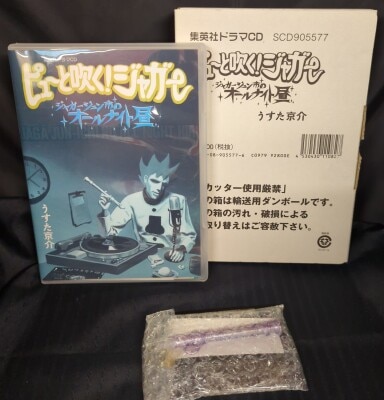 ピューと吹く!ジャガー
ジャガージュン市の
オールナイト昼
うすた京介
集英社ドラマCD SCD905577
ピューと吹く!ジャガー
ジャガージュン市の
オールナイト昼
うすた京介
(税抜)
カッター使用厳禁」
の箱は輸送用ダンボールです。
の箱の汚れ・破損による
取り替えはご容赦下さい。